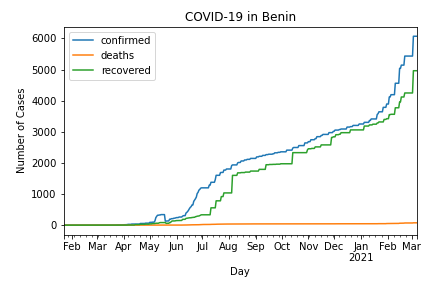 COVID-19 in Benin
confirmed
deaths
recovered
Number of Cases
6000
5000
4000
3000
2000
1000
0
Feb Mar Apr May Jun Jul Aug Sep Oct Nov Dec Jan Feb Mar
2021
Day